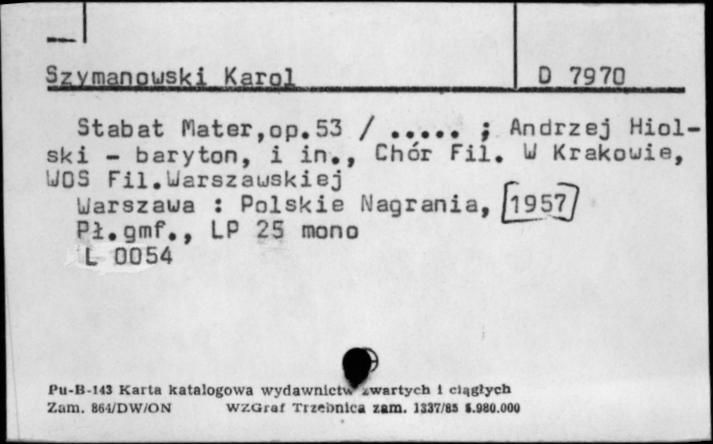 Szymanowski Karol D 7970
Stabat Mater,op.53 / ..... ; Andrzej Hiol-
ski - baryton, i in., Chór Fil. W Krakowie,
WOS Fil.Warszawskiej
Warszawa : Polskie Nagrania, [1957]
Pł.gmf., LP 25 mono
L 0054
Pu-B-143 Karta katalogowa wydawnictw zwartych i ciągłych
Zam. 864/DW/ON WZGraf Trzebnica zam. 1337/85 5.980.000